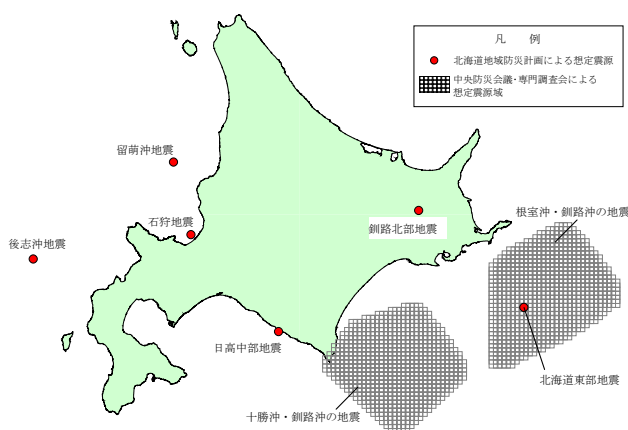 凡 例
北海道地域防災計画による想定震源
中央防災会議・専門調査会による
想定震源域
留萌沖地震
石狩地震
後志沖地震
釧路北部地震
根室沖・釧路沖の地震
日高中部地震
北海道東部地震
十勝沖・釧路沖の地震